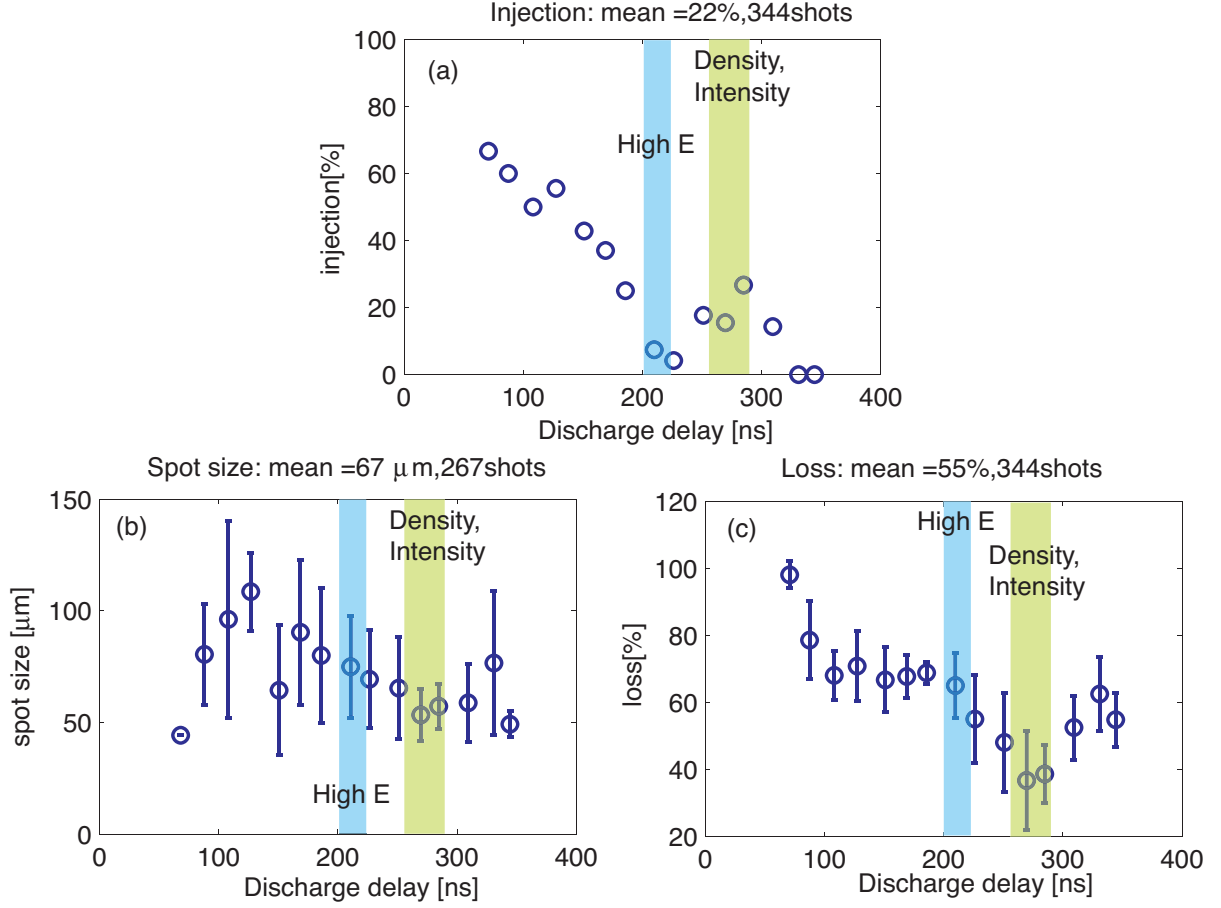 Injection: mean =22%,344shots
100
80
60
40
20
0
injection[%]
(a)
Density,
Intensity
High E
0 100 200 300 400
Discharge delay [ns]
Spot size: mean =67 μm,267shots
150
100
50
0
spot size [μm]
(b)
Density,
Intensity
High E
0 100 200 300 400
Discharge delay [ns]
Loss: mean =55%,344shots
120
100
80
60
40
20
loss[%]
(c)
High E
Density,
Intensity
0 100 200 300 400
Discharge delay [ns]